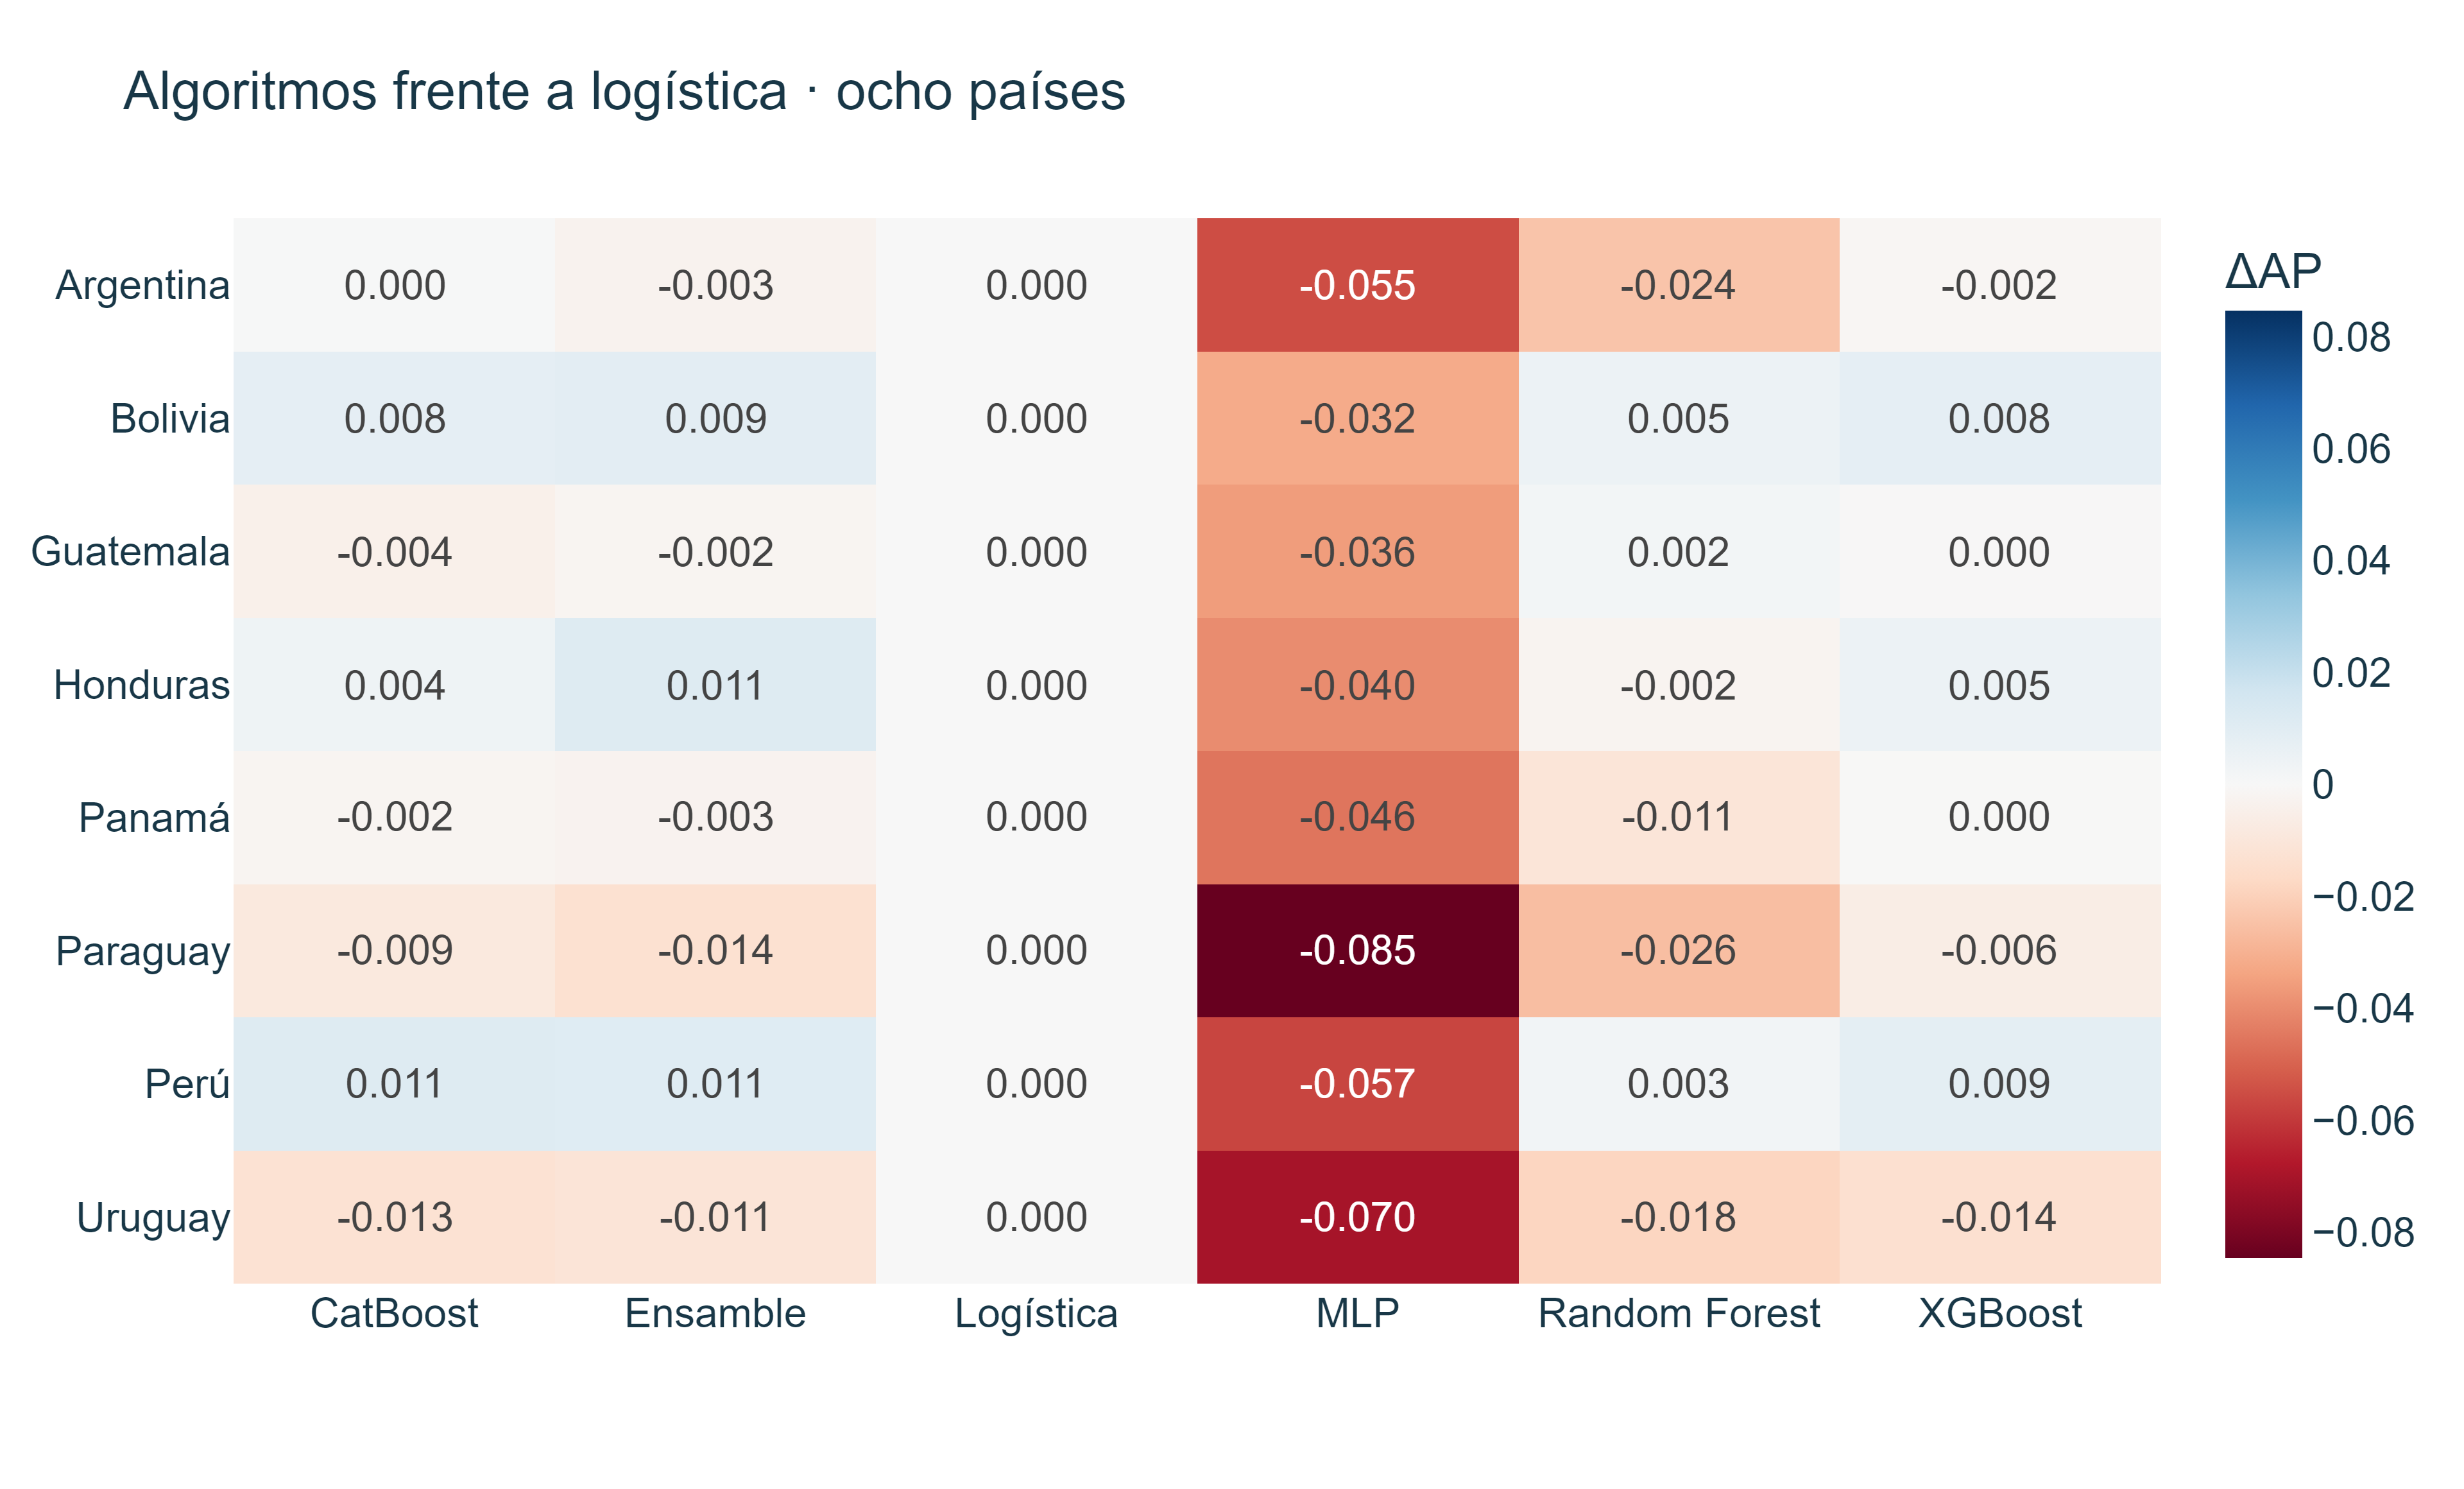 Algoritmos frente a logística · ocho países
ΔAP
Argentina 0.000 -0.003 0.000 -0.055 -0.024 -0.002
Bolivia 0.008 0.009 0.000 -0.032 0.005 0.008
Guatemala -0.004 -0.002 0.000 -0.036 0.002 0.000
Honduras 0.004 0.011 0.000 -0.040 -0.002 0.005
Panamá -0.002 -0.003 0.000 -0.046 -0.011 0.000
Paraguay -0.009 -0.014 0.000 -0.085 -0.026 -0.006
Perú 0.011 0.011 0.000 -0.057 0.003 0.009
Uruguay -0.013 -0.011 0.000 -0.070 -0.018 -0.014
CatBoost Ensamble Logística MLP Random Forest XGBoost
0.08
0.06
0.04
0.02
0
−0.02
−0.04
−0.06
−0.08